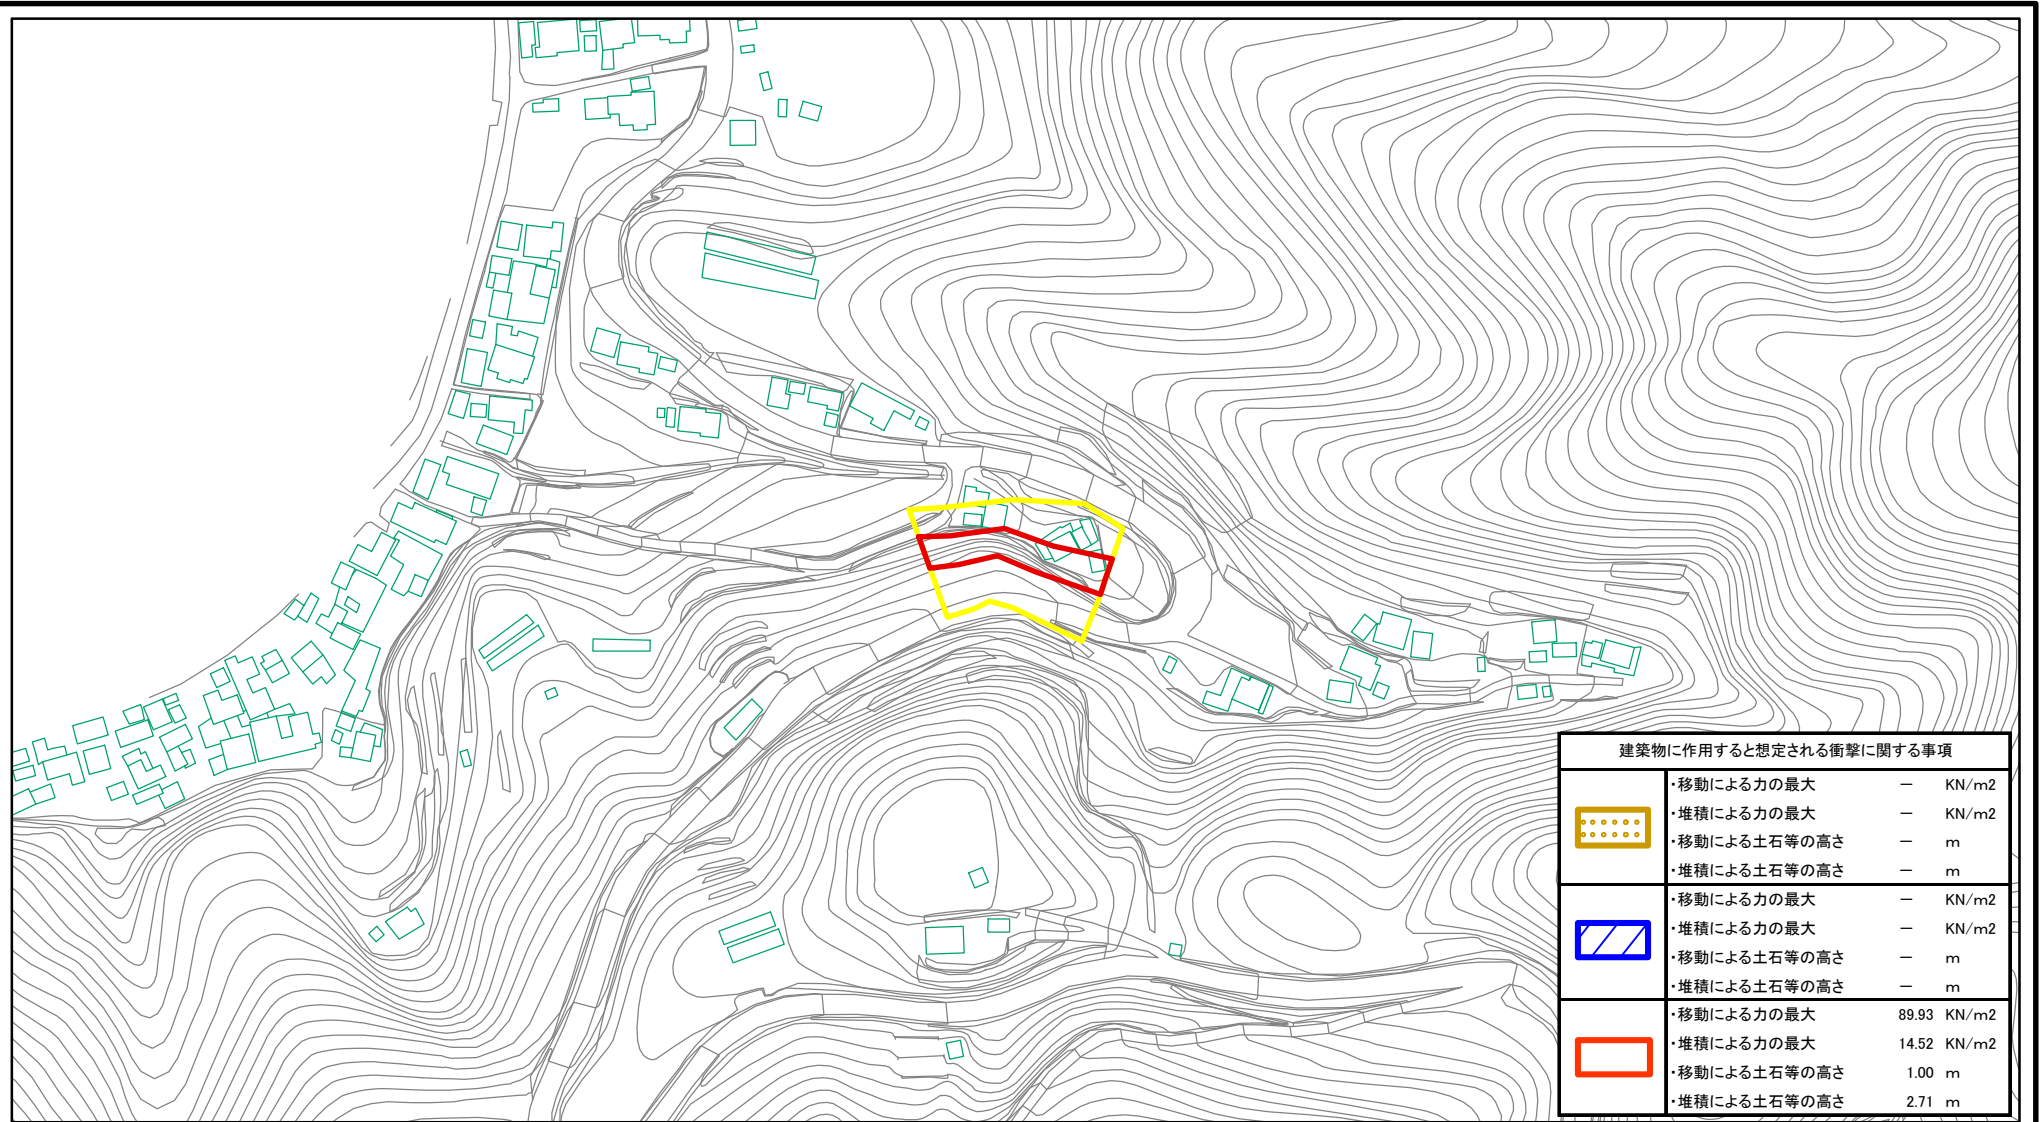 建築物に作用すると想定される衝撃に関する事項
・移動による力の最大 － KN/m2
・堆積による力の最大 － KN/m2
・移動による土石等の高さ － m
・堆積による土石等の高さ － m
・移動による力の最大 － KN/m2
・堆積による力の最大 － KN/m2
・移動による土石等の高さ － m
・堆積による土石等の高さ － m
・移動による力の最大 89.93 KN/m2
・堆積による力の最大 14.52 KN/m2
・移動による土石等の高さ 1.00 m
・堆積による土石等の高さ 2.71 m